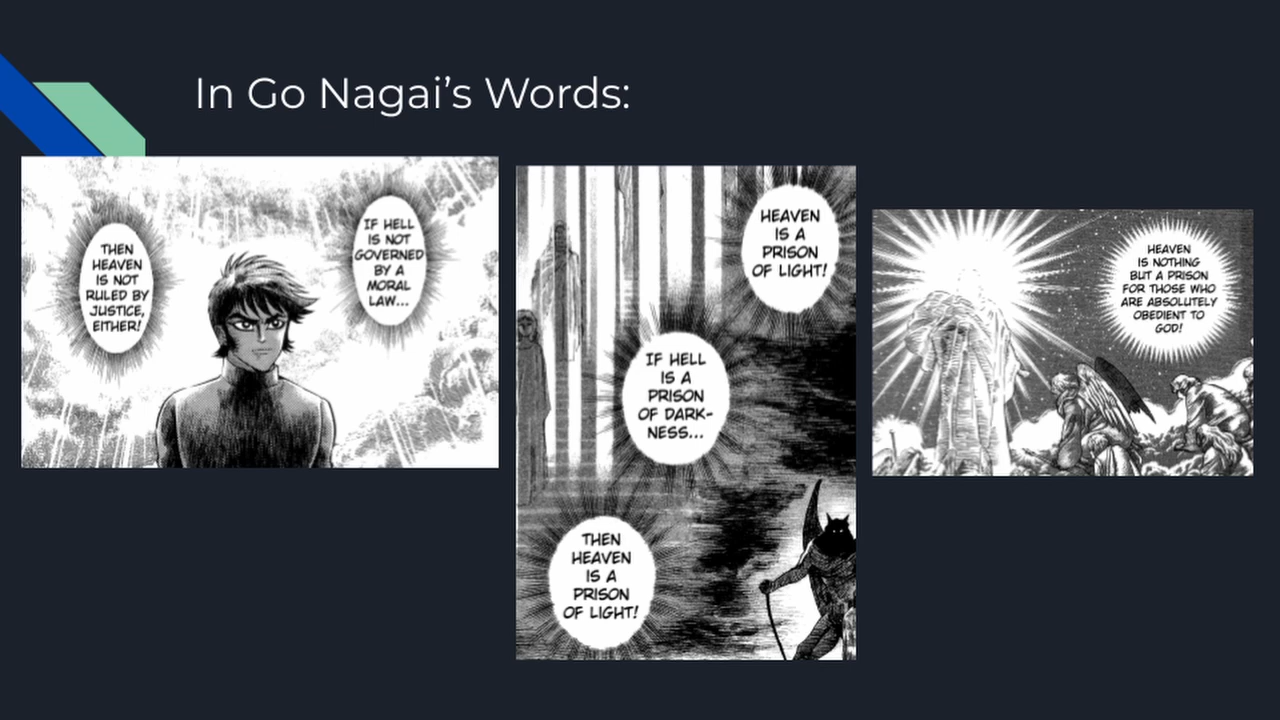 In Go Nagai's Words:
IF HELL
IS NOT
GOVERNED
BY A
MORAL
LAW...
THEN
HEAVEN
IS NOT
RULED BY
JUSTICE,
EITHER!
HEAVEN
IS A
PRISON
OF LIGHT!
IF HELL
IS A
PRISON
OF DARK-
NESS...
THEN
HEAVEN
IS A
PRISON
OF LIGHT!
HEAVEN
IS NOTHING
BUT A PRISON
FOR THOSE WHO
ARE ABSOLUTELY
OBEDIENT TO
GOD!